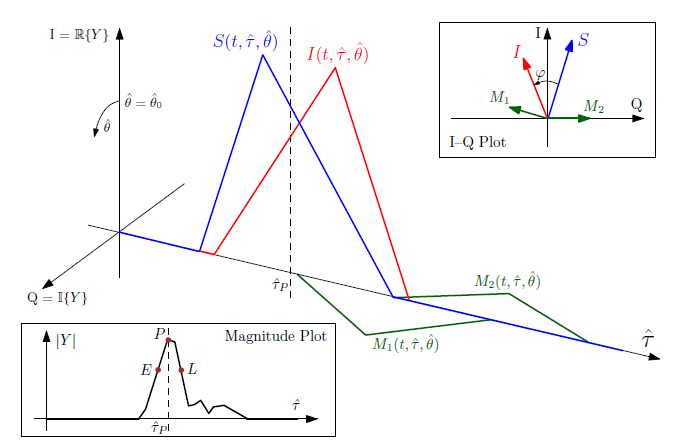 I = ℝ{Y}
S(t, τ̂, θ̂)
I(t, τ̂, θ̂)
θ̂ = θ̂₀
θ̂
Q = 𝕀{Y}
τ̂_P
M₂(t, τ̂, θ̂)
M₁(t, τ̂, θ̂)
τ̂
I
S
I
φ
M₁
M₂
Q
I–Q Plot
|Y|
P
Magnitude Plot
E
L
τ̂
τ̂_P